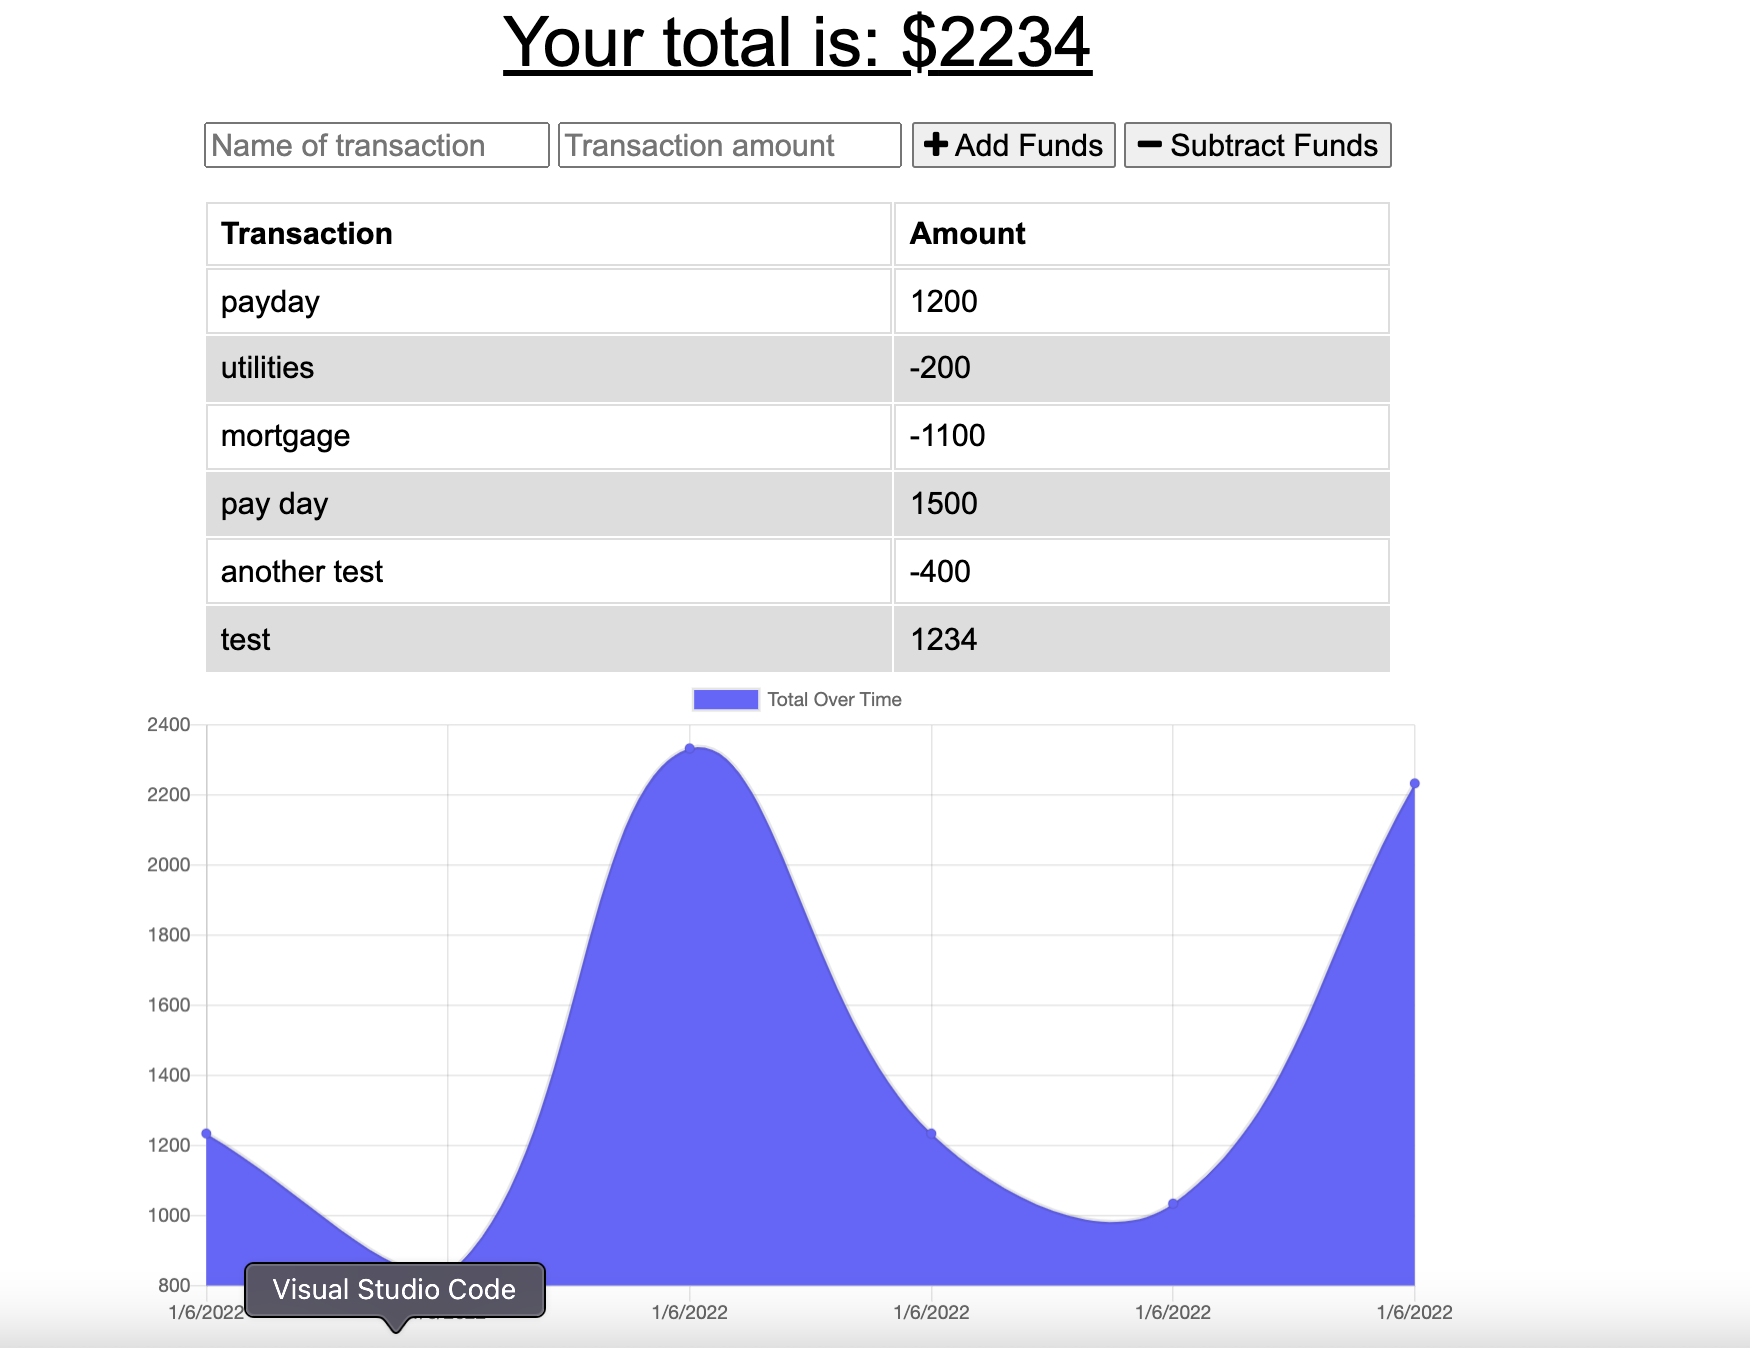 Your total is: $2234
Name of transaction Transaction amount Add Funds Subtract Funds
Transaction Amount
payday 1200
utilities -200
mortgage -1100
pay day 1500
another test -400
test 1234
Total Over Time
2400
2200
2000
1800
1600
1400
1200
1000
800
Visual Studio Code
1/6/2022 1/6/2022 1/6/2022 1/6/2022 1/6/2022